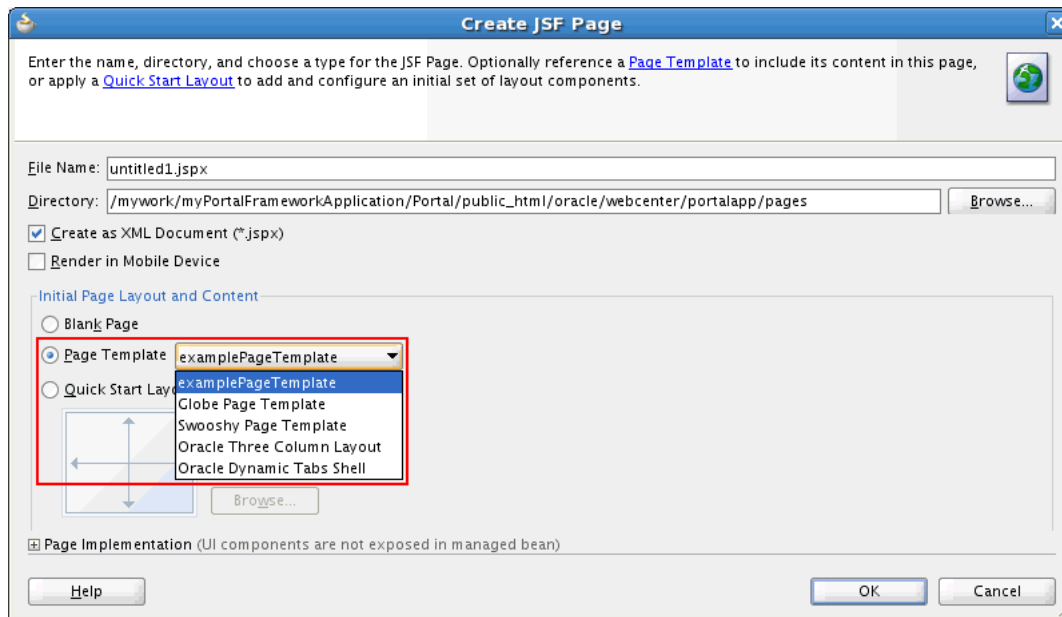 Create JSF Page
Enter the name, directory, and choose a type for the JSF Page. Optionally reference a Page Template to include its content in this page,
or apply a Quick Start Layout to add and configure an initial set of layout components.
File Name: untitled1.jspx
Directory: /mywork/myPortalFrameworkApplication/Portal/public_html/oracle/webcenter/portalapp/pages Browse...
Create as XML Document (*.jspx)
Render in Mobile Device
Initial Page Layout and Content
Blank Page
Page Template examplePageTemplate
examplePageTemplate
Quick Start Layo
Globe Page Template
Swooshy Page Template
Oracle Three Column Layout
Oracle Dynamic Tabs Shell
Browse...
Page Implementation (UI components are not exposed in managed bean)
Help OK Cancel